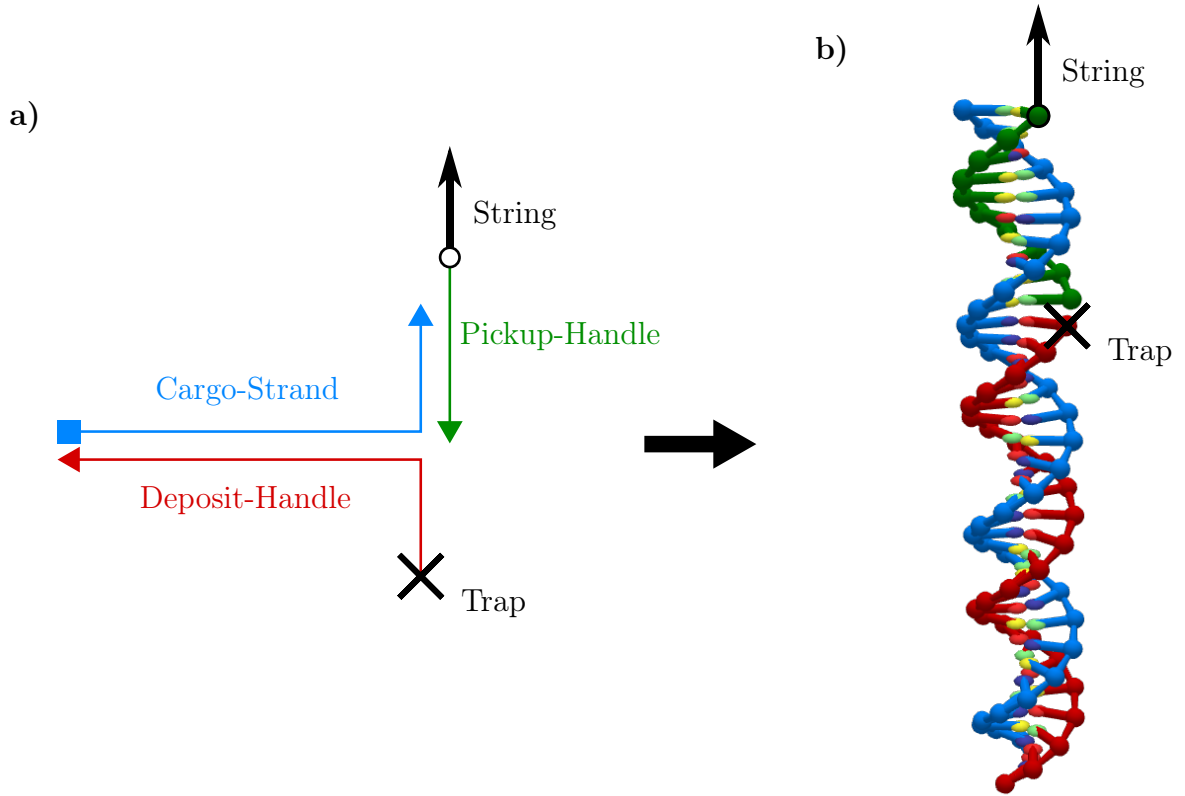 a)
String
Pickup-Handle
Cargo-Strand
Deposit-Handle
Trap
b)
String
Trap